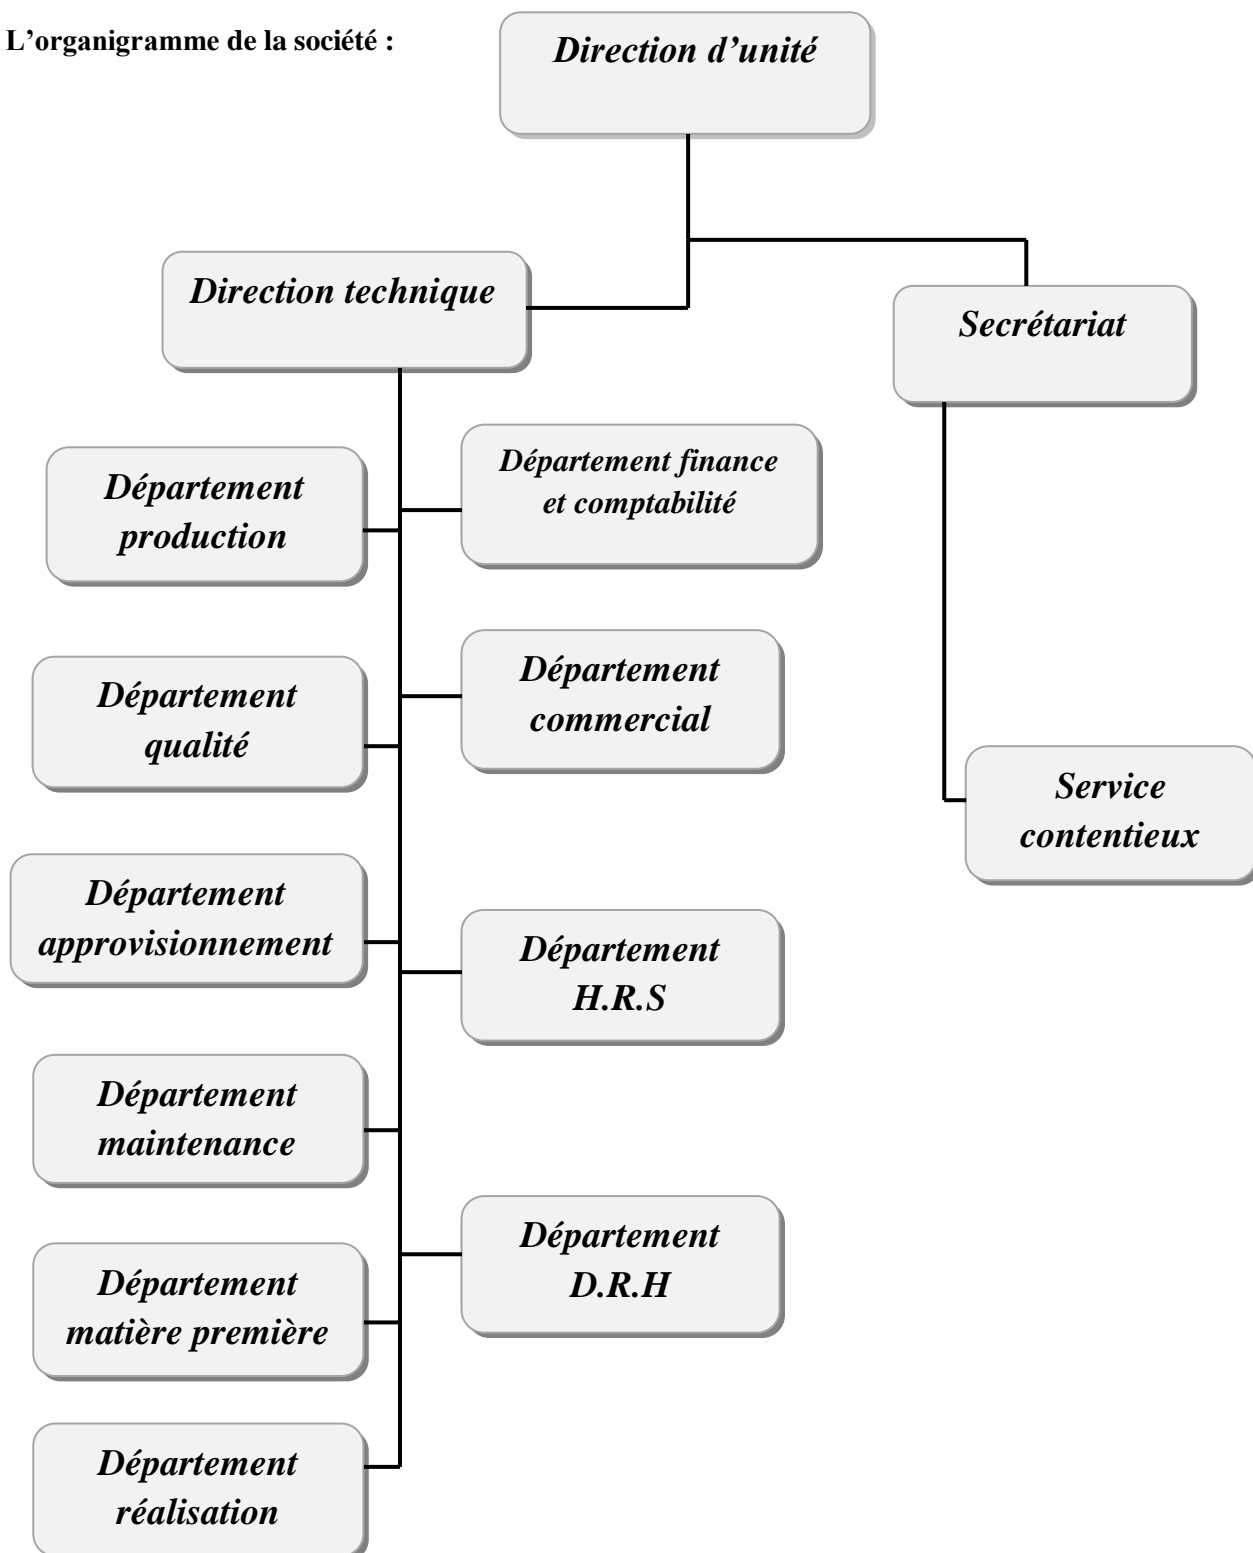 L’organigramme de la société :
Direction d’unité
Direction technique
Secrétariat
Département
production
Département finance
et comptabilité
Département
qualité
Département
commercial
Service
contentieux
Département
approvisionnement
Département
H.R.S
Département
maintenance
Département
D.R.H
Département
matière première
Département
réalisation